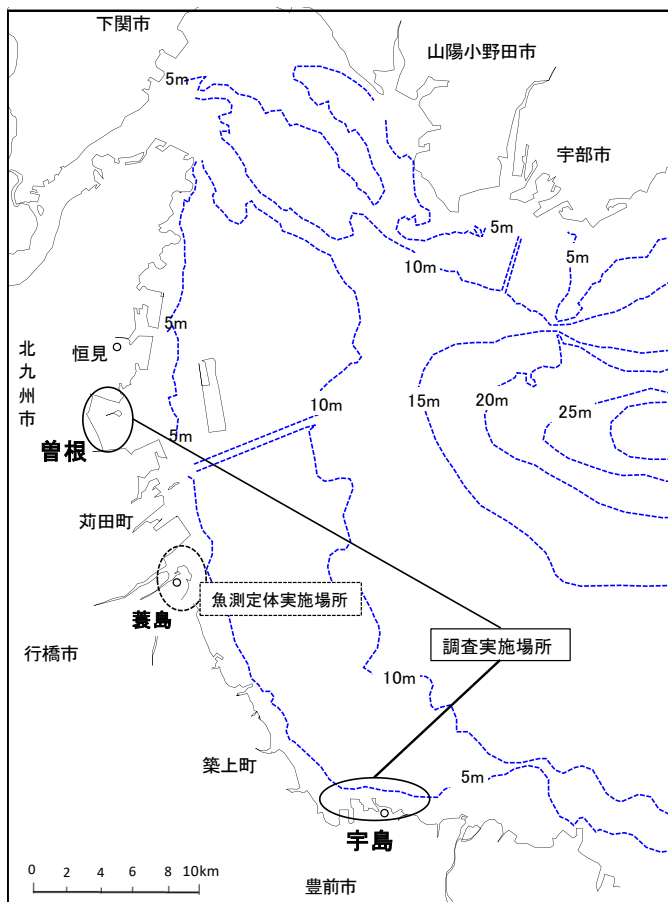 下関市
山陽小野田市
5m
宇部市
5m
5m
10m
5m
恒見
北九州市
15m
20m
25m
10m
5m
曽根
苅田町
魚測定体実施場所
蓑島
調査実施場所
行橋市
10m
築上町
5m
宇島
0 2 4 6 8 10km
豊前市